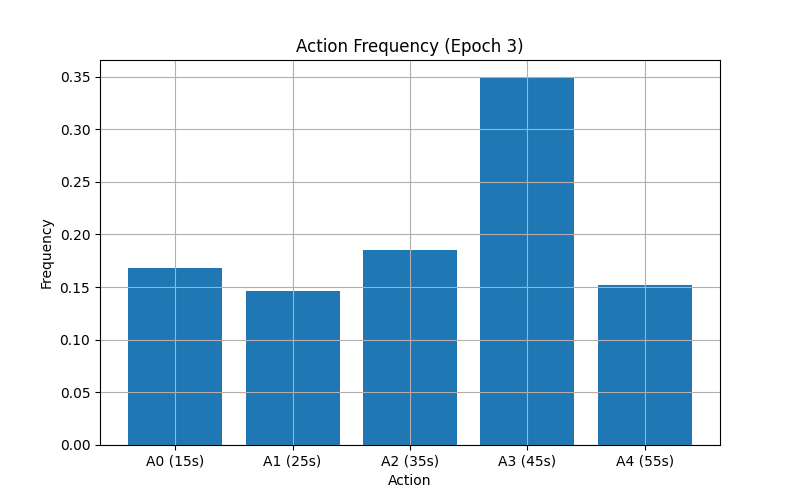 Action Frequency (Epoch 3)
0.35
0.30
0.25
0.20
0.15
0.10
0.05
0.00
Frequency
A0 (15s) A1 (25s) A2 (35s) A3 (45s) A4 (55s)
Action